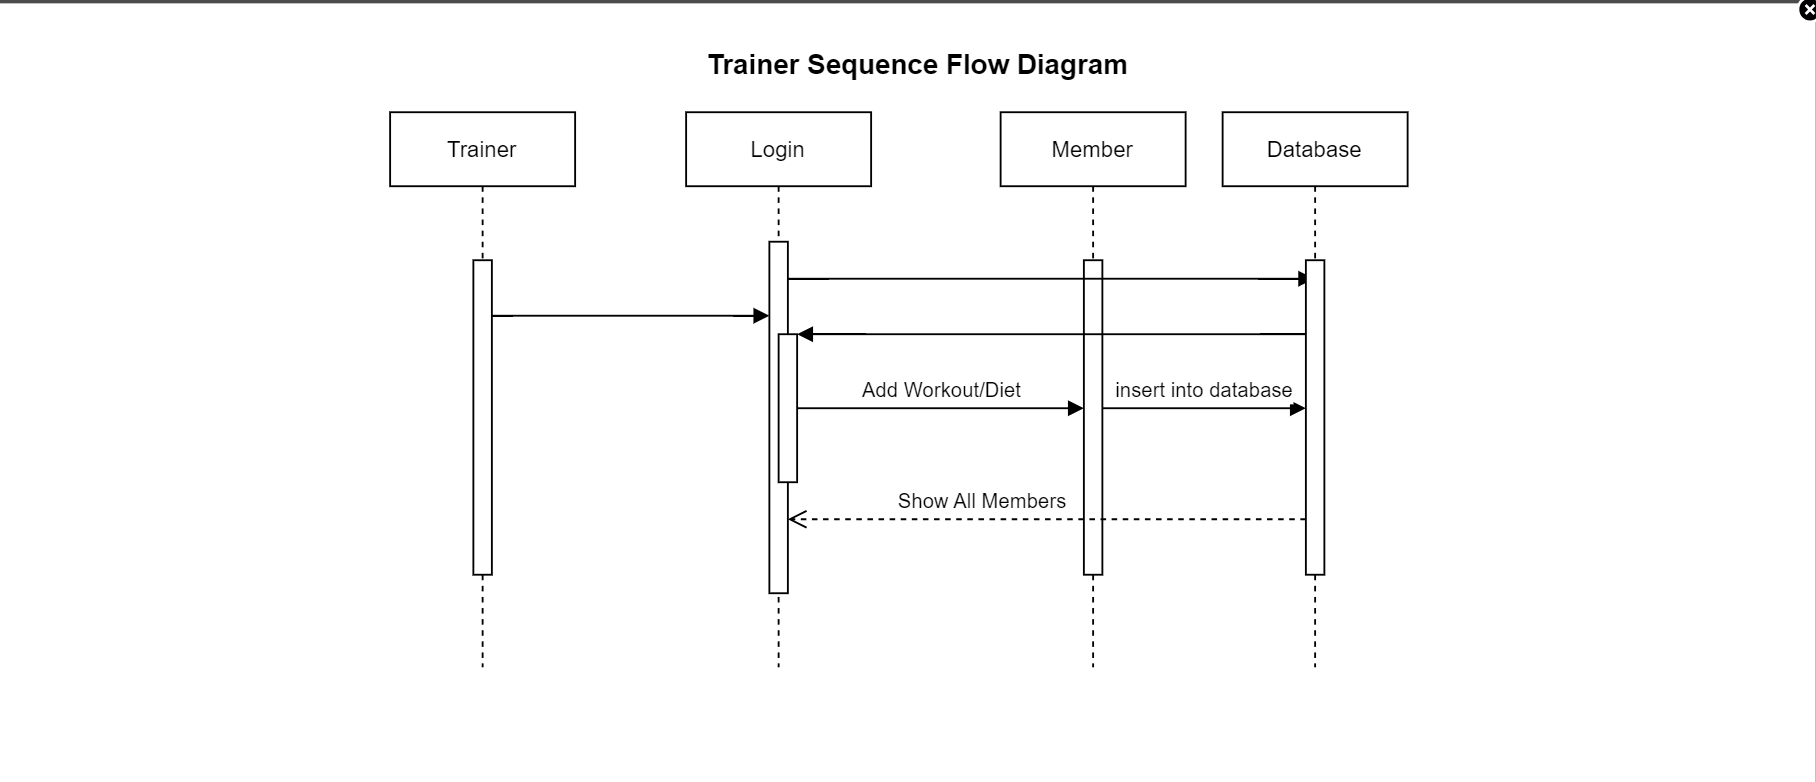 Trainer Sequence Flow Diagram
Trainer
Login
Member
Database
Add Workout/Diet
insert into database
Show All Members